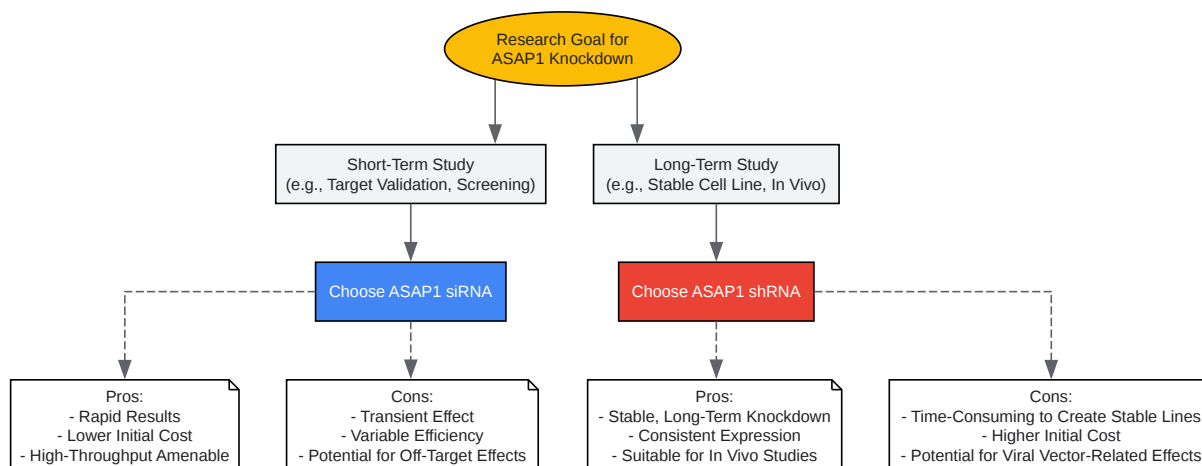 Research Goal for
ASAP1 Knockdown
Short-Term Study
(e.g., Target Validation, Screening)
Long-Term Study
(e.g., Stable Cell Line, In Vivo)
Choose ASAP1 siRNA
Choose ASAP1 shRNA
Pros:
- Rapid Results
- Lower Initial Cost
- High-Throughput Amenable
Cons:
- Transient Effect
- Variable Efficiency
- Potential for Off-Target Effects
Pros:
- Stable, Long-Term Knockdown
- Consistent Expression
- Suitable for In Vivo Studies
Cons:
- Time-Consuming to Create Stable Lines
- Higher Initial Cost
- Potential for Viral Vector-Related Effects